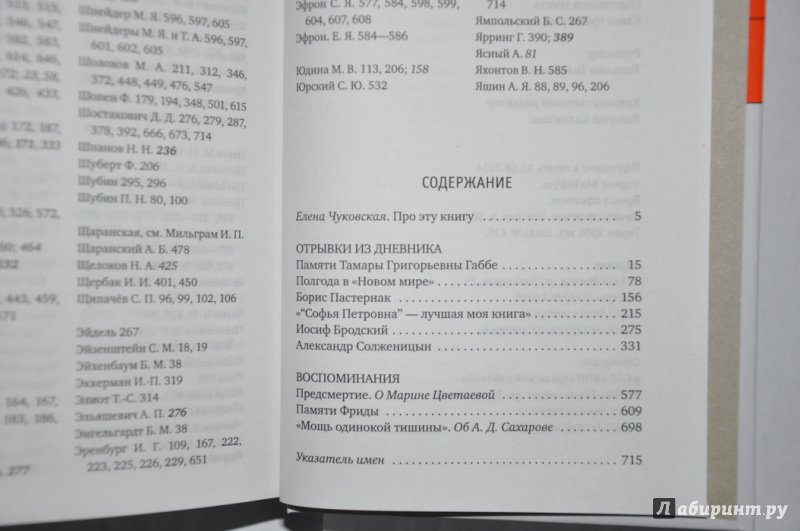 Шнейдер М. Я. 596, 597, 605
Шнейдеры М. Я. и Т. А. 596, 597,
601, 602, 605
Шолохов М. А. 211, 312, 346,
372, 448, 449, 476, 547
Шопен Ф. 179, 194, 348, 501, 615
Шостакович Д. Д. 276, 279, 287,
378, 392, 666, 673, 714
Шпанов Н. Н. 236
Шуберт Ф. 206
Шубин 295, 296
Шубин П. Н. 80, 100
Щаранская, см. Мильграм И. П.
Щаранский А. Б. 478
Щелоков Н. А. 425
Щербак И. И. 401, 450
Щипачёв С. П. 96, 99, 102, 106
Эйдель 267
Эйзенштейн С. М. 18, 19
Эйхенбаум Б. М. 38
Эккерман И.-П. 319
Элиот Т.-С. 314
Эльяшевич А. П. 276
Энгельгардт Б. М. 38
Эренбург И. Г. 109, 167, 222,
223, 225, 226, 229, 651
Эфрон С. Я. 577, 584, 598, 599,
604, 607, 608
Эфрон. Е. Я. 584—586
Юдина М. В. 113, 206; 158
Юрский С. Ю. 532
714
Ямпольский Б. С. 267
Ярринг Г. 390; 389
Ясный А. 81
Яхонтов В. Н. 585
Яшин А. Я. 88, 89, 96, 206
СОДЕРЖАНИЕ
Елена Чуковская. Про эту книгу 5
ОТРЫВКИ ИЗ ДНЕВНИКА
Памяти Тамары Григорьевны Габбе 15
Полгода в «Новом мире» 78
Борис Пастернак 156
«“Софья Петровна” — лучшая моя книга» 215
Иосиф Бродский 275
Александр Солженицын 331
ВОСПОМИНАНИЯ
Предсмертие. О Марине Цветаевой 577
Памяти Фриды 609
«Мощь одинокой тишины». Об А. Д. Сахарове 698
Указатель имен 715
Лабиринт.ру